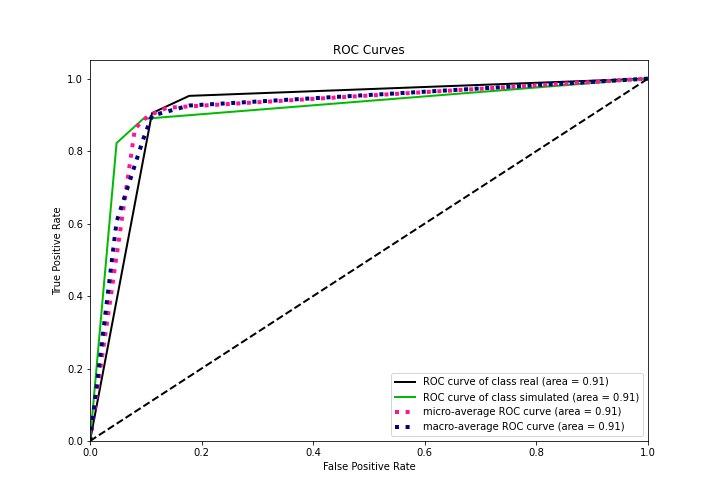 ROC Curves
True Positive Rate
1.0
0.8
0.6
0.4
0.2
0.0
0.0 0.2 0.4 0.6 0.8 1.0
False Positive Rate
ROC curve of class real (area = 0.91)
ROC curve of class simulated (area = 0.91)
micro-average ROC curve (area = 0.91)
macro-average ROC curve (area = 0.91)